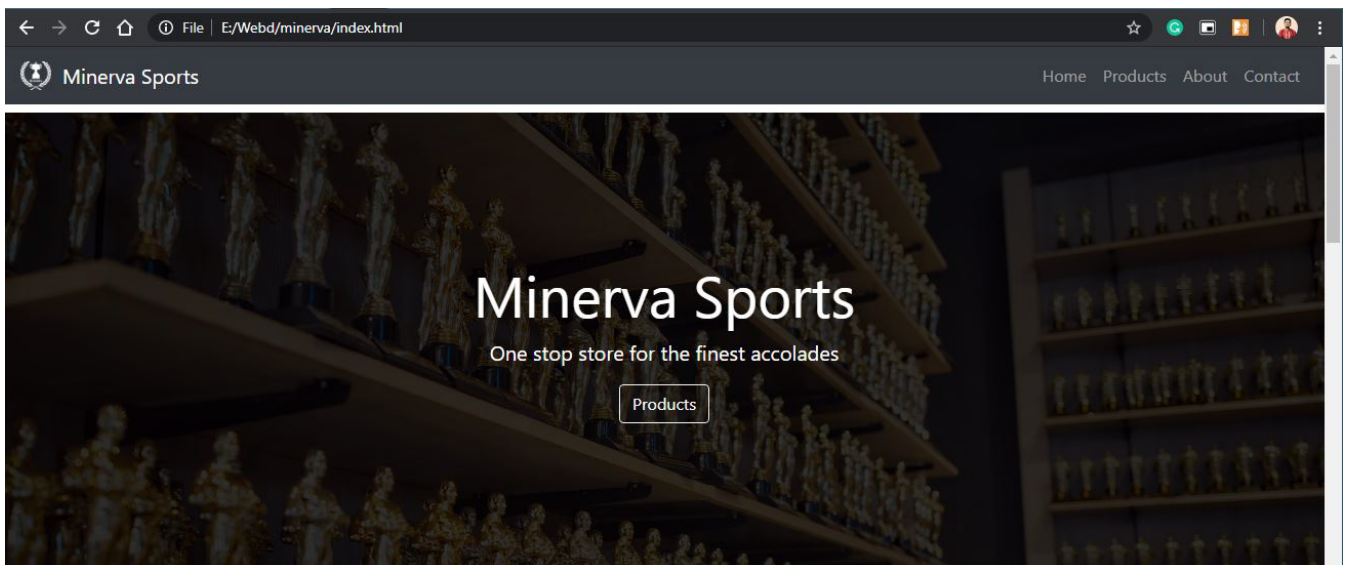 File E:/Webd/minerva/index.html
Minerva Sports
Home Products About Contact
Minerva Sports
One stop store for the finest accolades
Products